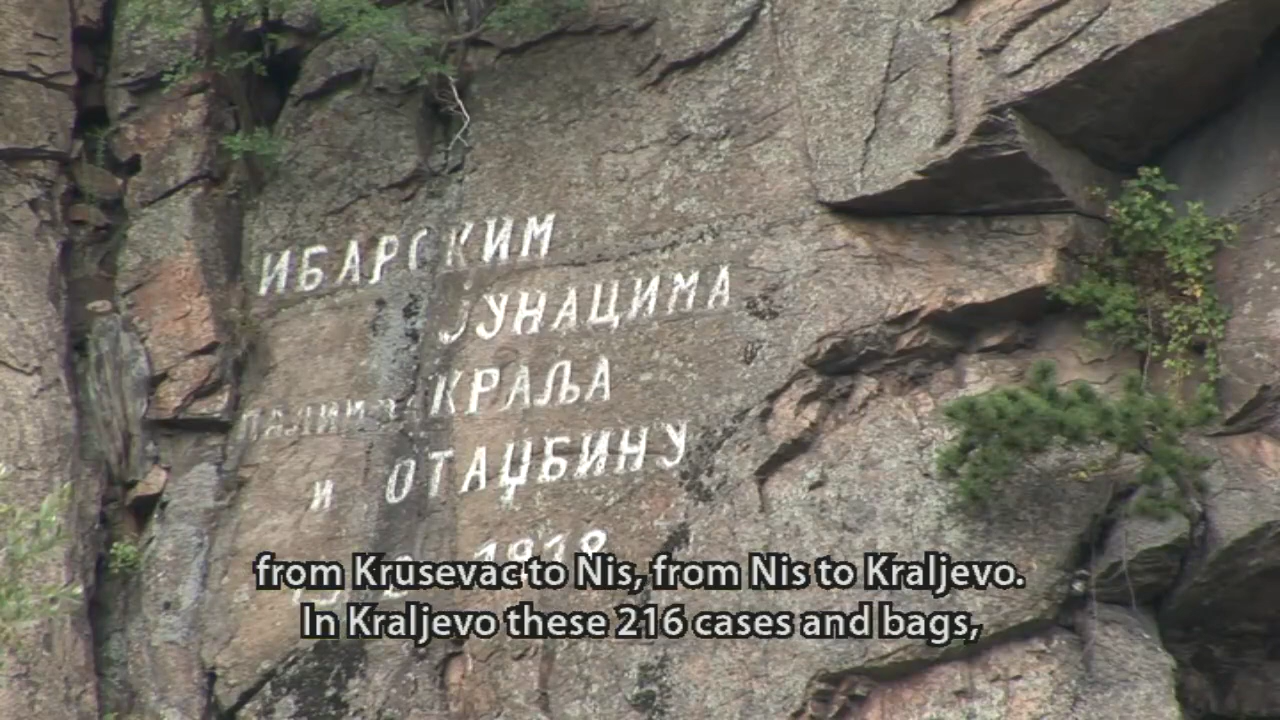 ИБАРСКИМ
ЈУНАЦИМА
КРАЉА
и ОТАЏБИНУ
1918
from Krusevac to Nis, from Nis to Kraljevo.
In Kraljevo these 216 cases and bags,